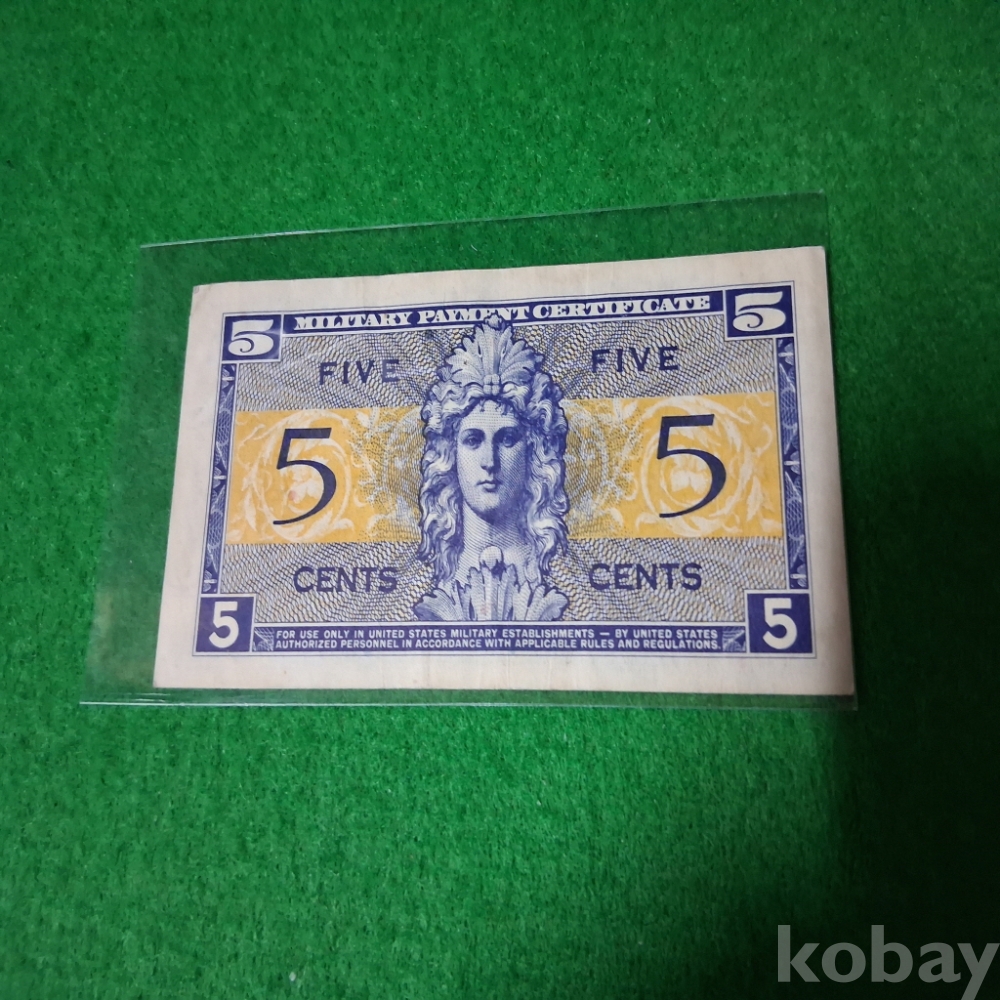 5 MILITARY PAYMENT CERTIFICATE 5
FIVE FIVE
5 5
CENTS CENTS
5 FOR USE ONLY IN UNITED STATES MILITARY ESTABLISHMENTS — BY UNITED STATES 5
AUTHORIZED PERSONNEL IN ACCORDANCE WITH APPLICABLE RULES AND REGULATIONS.
kobay